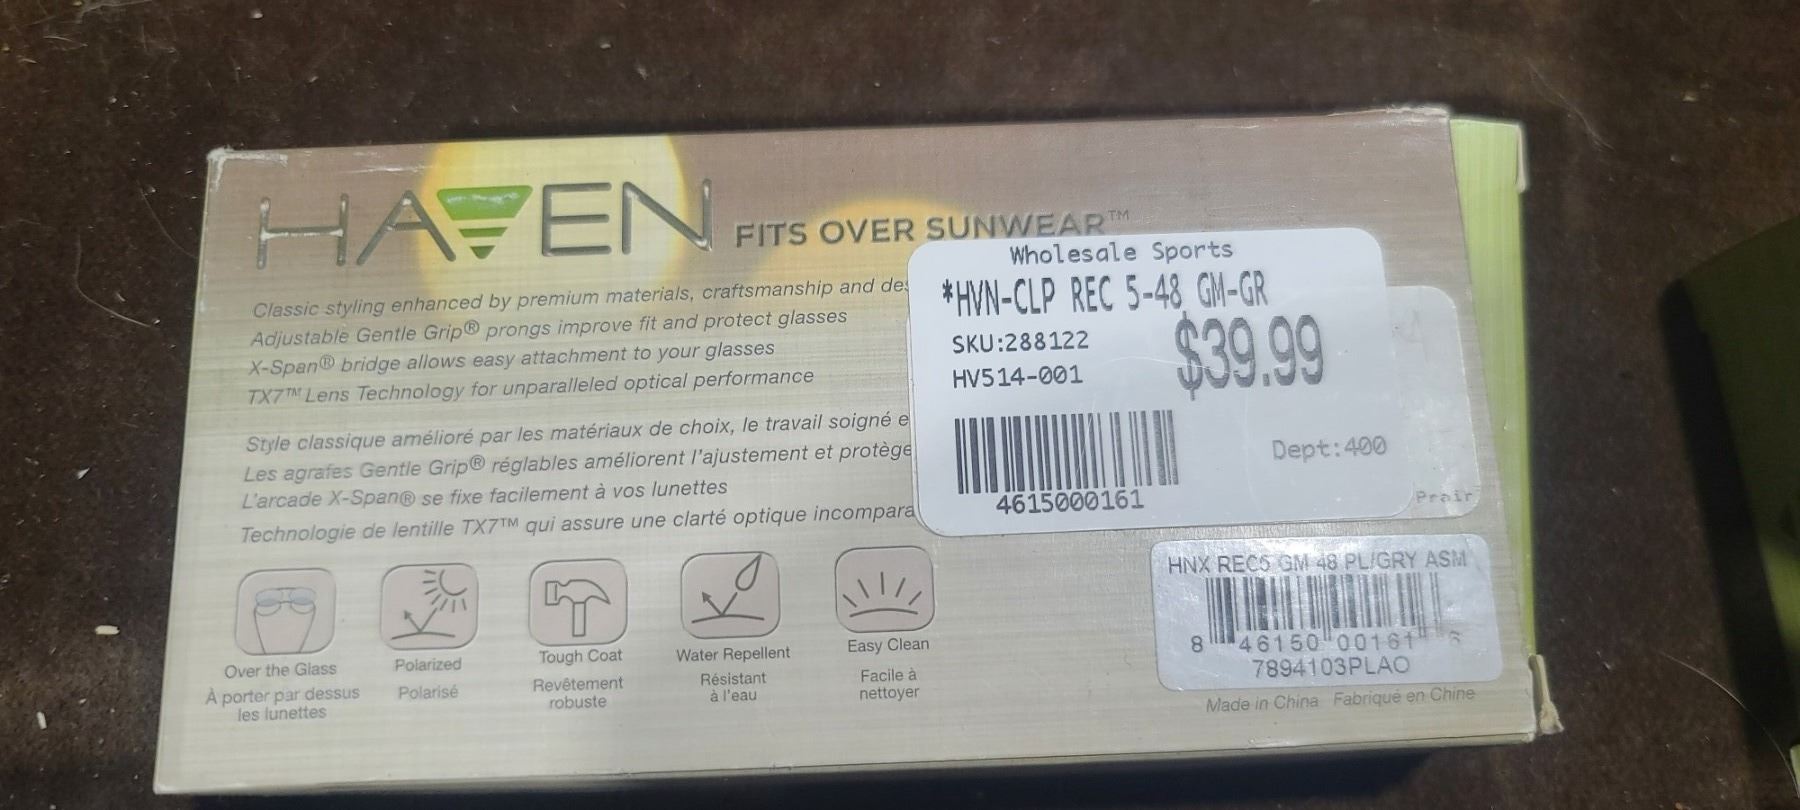 HAVEN FITS OVER SUNWEAR™
Classic styling enhanced by premium materials, craftsmanship and des
Adjustable Gentle Grip® prongs improve fit and protect glasses
X-Span® bridge allows easy attachment to your glasses
TX7™ Lens Technology for unparalleled optical performance
Style classique amélioré par les matériaux de choix, le travail soigné e
Les agrafes Gentle Grip® réglables améliorent l'ajustement et protège
L'arcade X-Span® se fixe facilement à vos lunettes
Technologie de lentille TX7™ qui assure une clarté optique incompara
Wholesale Sports
*HVN-CLP REC 5-48 GM-GR
SKU:288122
HV514-001
$39.99
Dept:400
4615000161
Prair
Over the Glass
À porter par dessus
les lunettes
Polarized
Polarisé
Tough Coat
Revêtement
robuste
Water Repellent
Résistant
à l'eau
Easy Clean
Facile à
nettoyer
HNX REC5 GM 48 PL/GRY ASM
8 46150 00161 6
7894103PLAO
Made in China Fabriqué en Chine